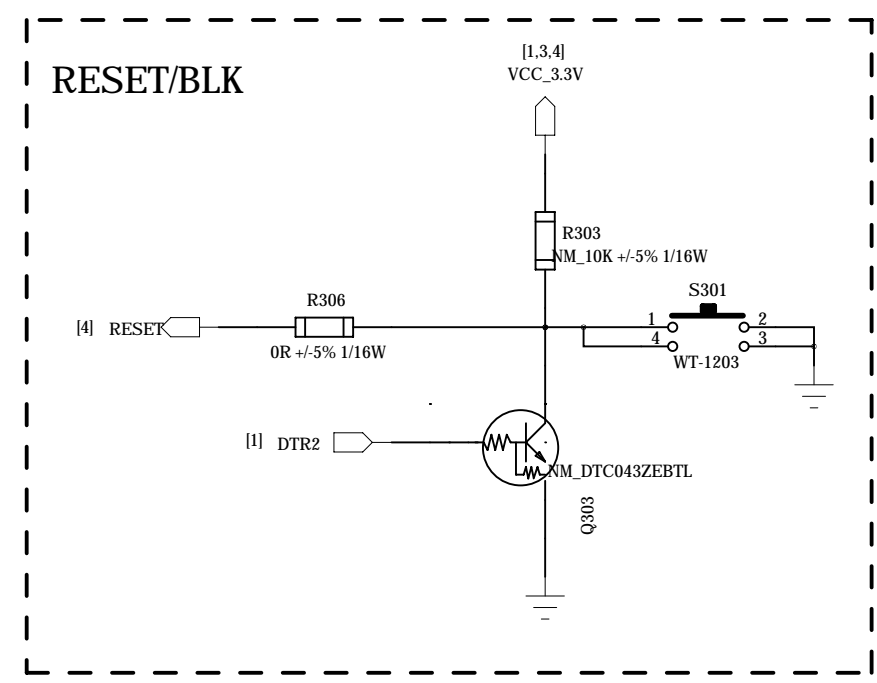 RESET/BLK
[1,3,4]
VCC_3.3V
R303
NM_10K +/-5% 1/16W
S301
R306
[4] RESET
1 2
4 3
0R +/-5% 1/16W
WT-1203
[1] DTR2
NM_DTC043ZEBTL
Q303